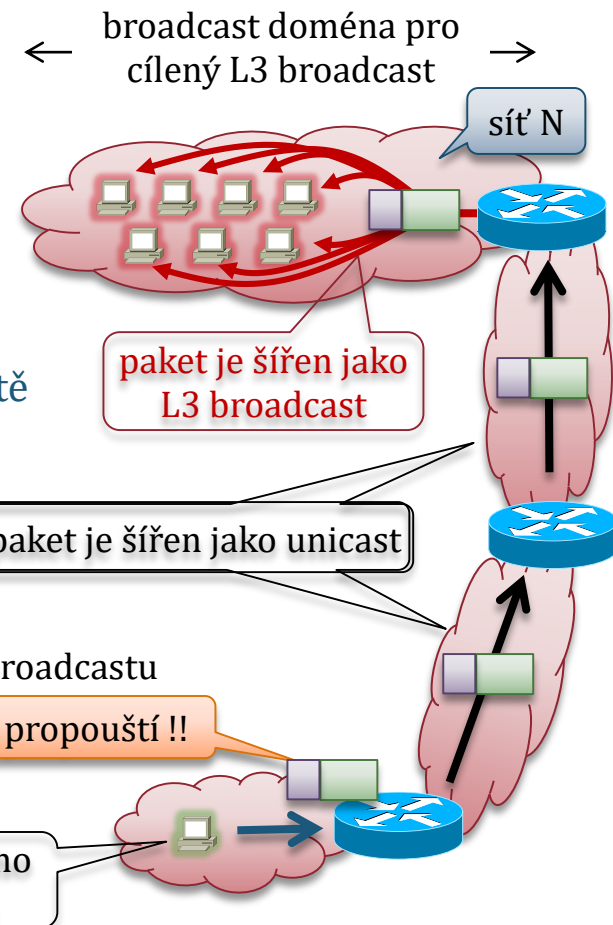 broadcast doména pro
cílený L3 broadcast
síť N
paket je šířen jako
L3 broadcast
tě
paket je šířen jako unicast
roadcastu
propouští !!
no